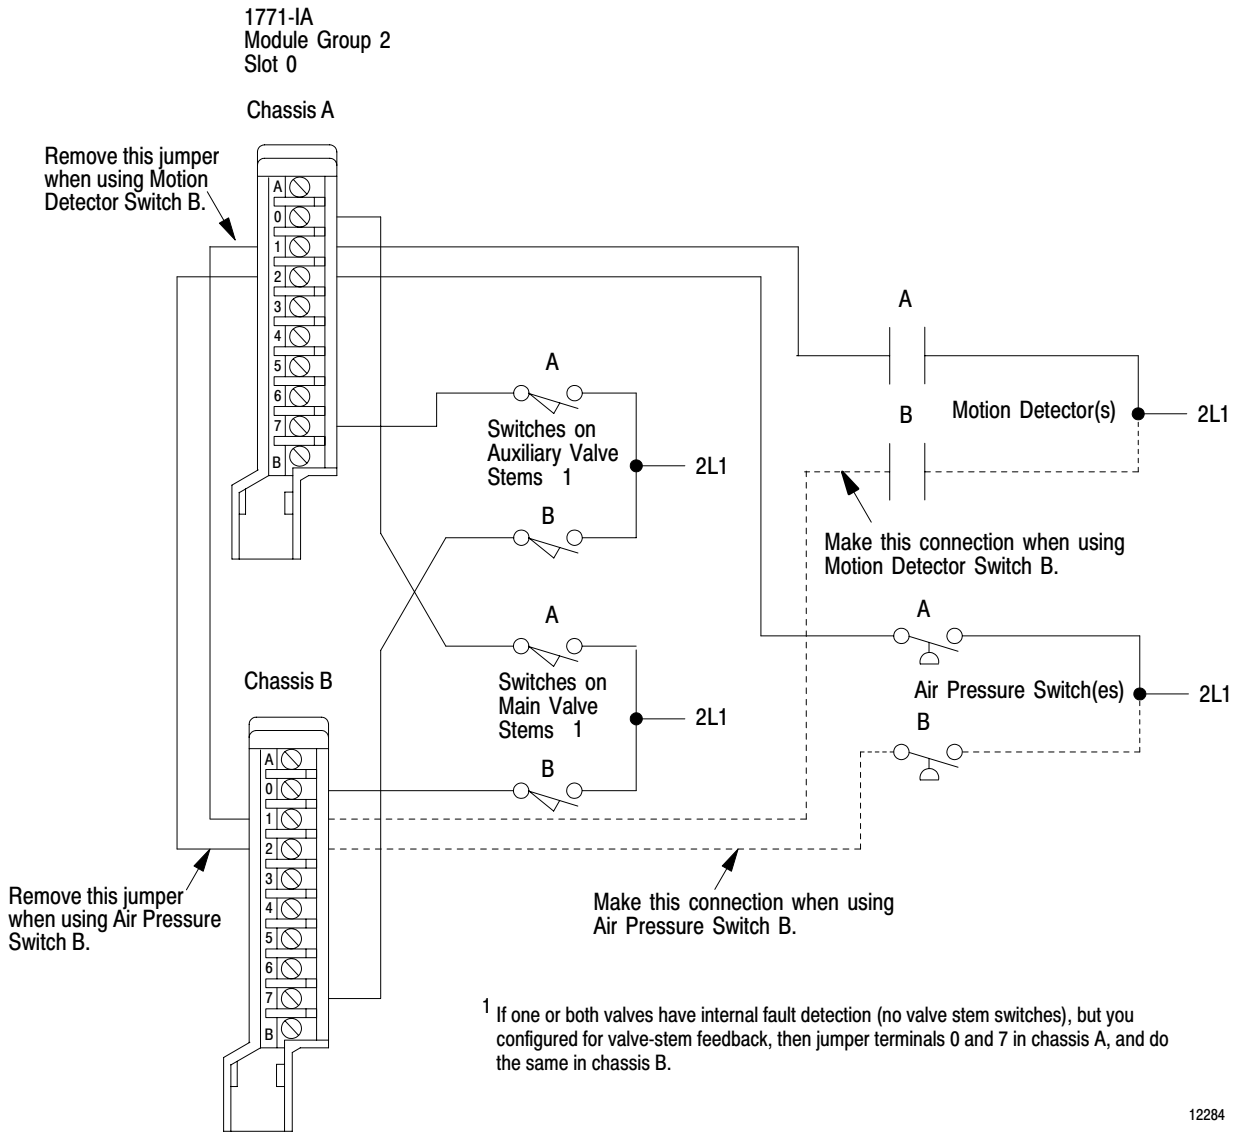 1771-IA
Module Group 2
Slot 0
Chassis A
Remove this jumper
when using Motion
Detector Switch B.
A
0
1
2
3
4
5
6
7
B
A
Switches on
Auxiliary Valve
Stems 1
2L1
B
A
B
Motion Detector(s)
2L1
Make this connection when using
Motion Detector Switch B.
A
Switches on
Main Valve
Stems 1
2L1
B
A
Air Pressure Switch(es)
2L1
B
Chassis B
A
0
1
2
3
4
5
6
7
B
Remove this jumper
when using Air Pressure
Switch B.
Make this connection when using
Air Pressure Switch B.
1 If one or both valves have internal fault detection (no valve stem switches), but you
configured for valve-stem feedback, then jumper terminals 0 and 7 in chassis A, and do
the same in chassis B.
12284